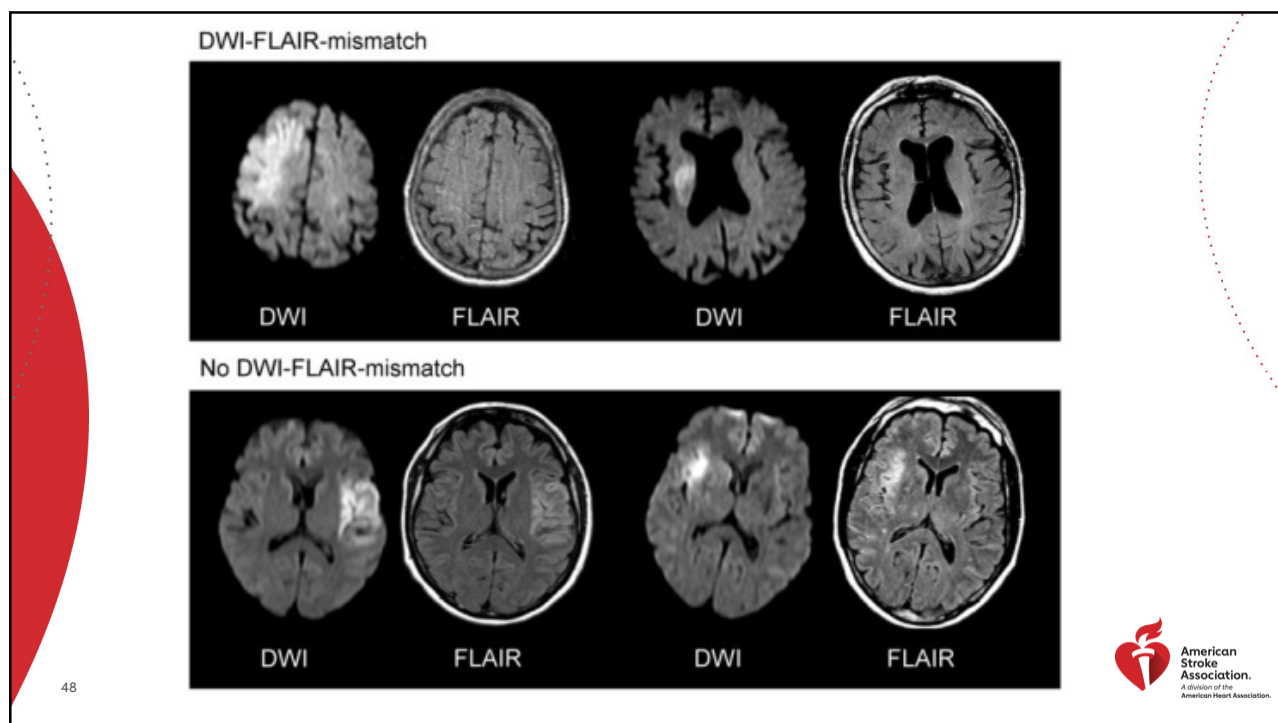 DWI-FLAIR-mismatch
DWI FLAIR DWI FLAIR
No DWI-FLAIR-mismatch
DWI FLAIR DWI FLAIR
48
American
Stroke
Association.
A division of the
American Heart Association.